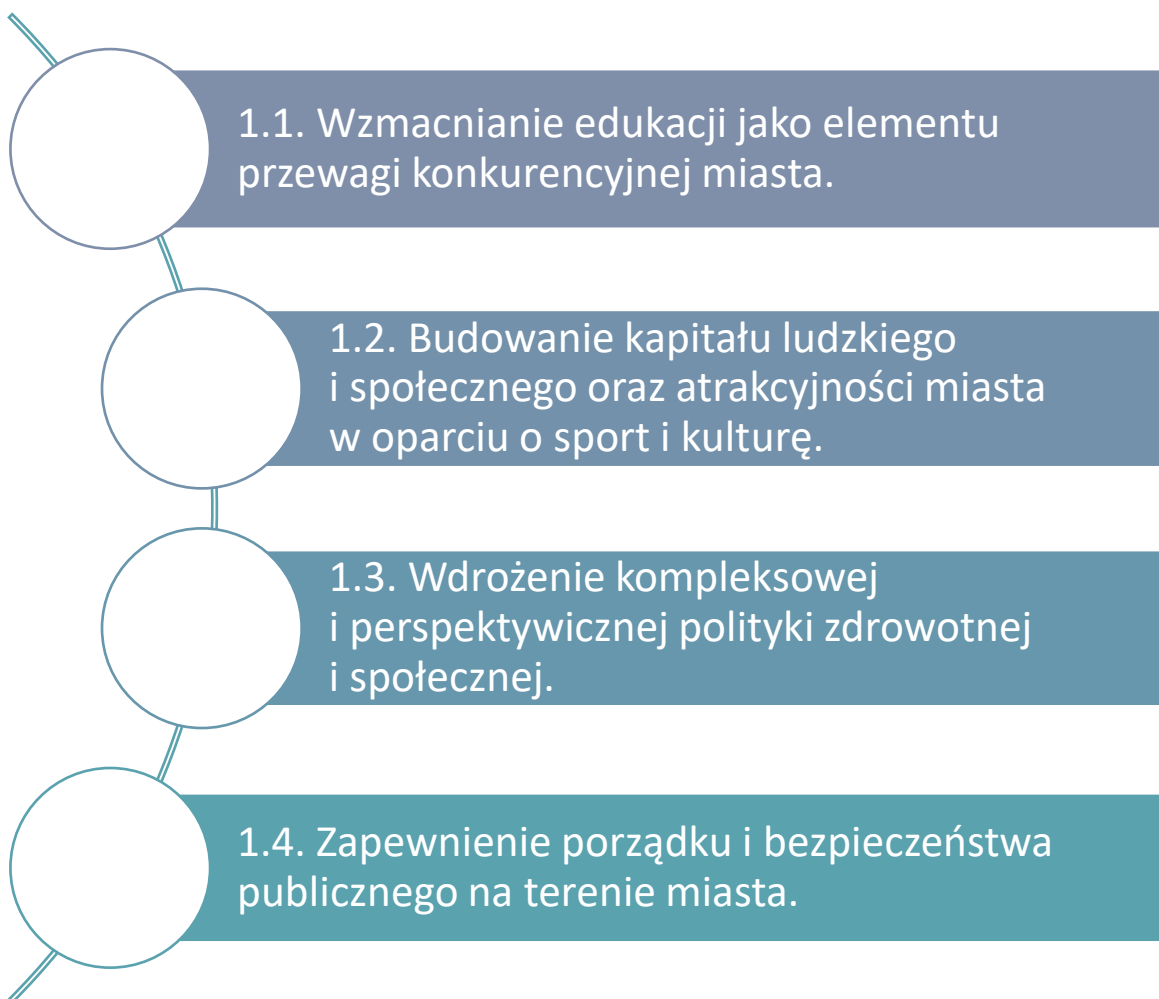 1.1. Wzmacnianie edukacji jako elementu
przewagi konkurencyjnej miasta.
1.2. Budowanie kapitału ludzkiego
i społecznego oraz atrakcyjności miasta
w oparciu o sport i kulturę.
1.3. Wdrożenie kompleksowej
i perspektywicznej polityki zdrowotnej
i społecznej.
1.4. Zapewnienie porządku i bezpieczeństwa
publicznego na terenie miasta.